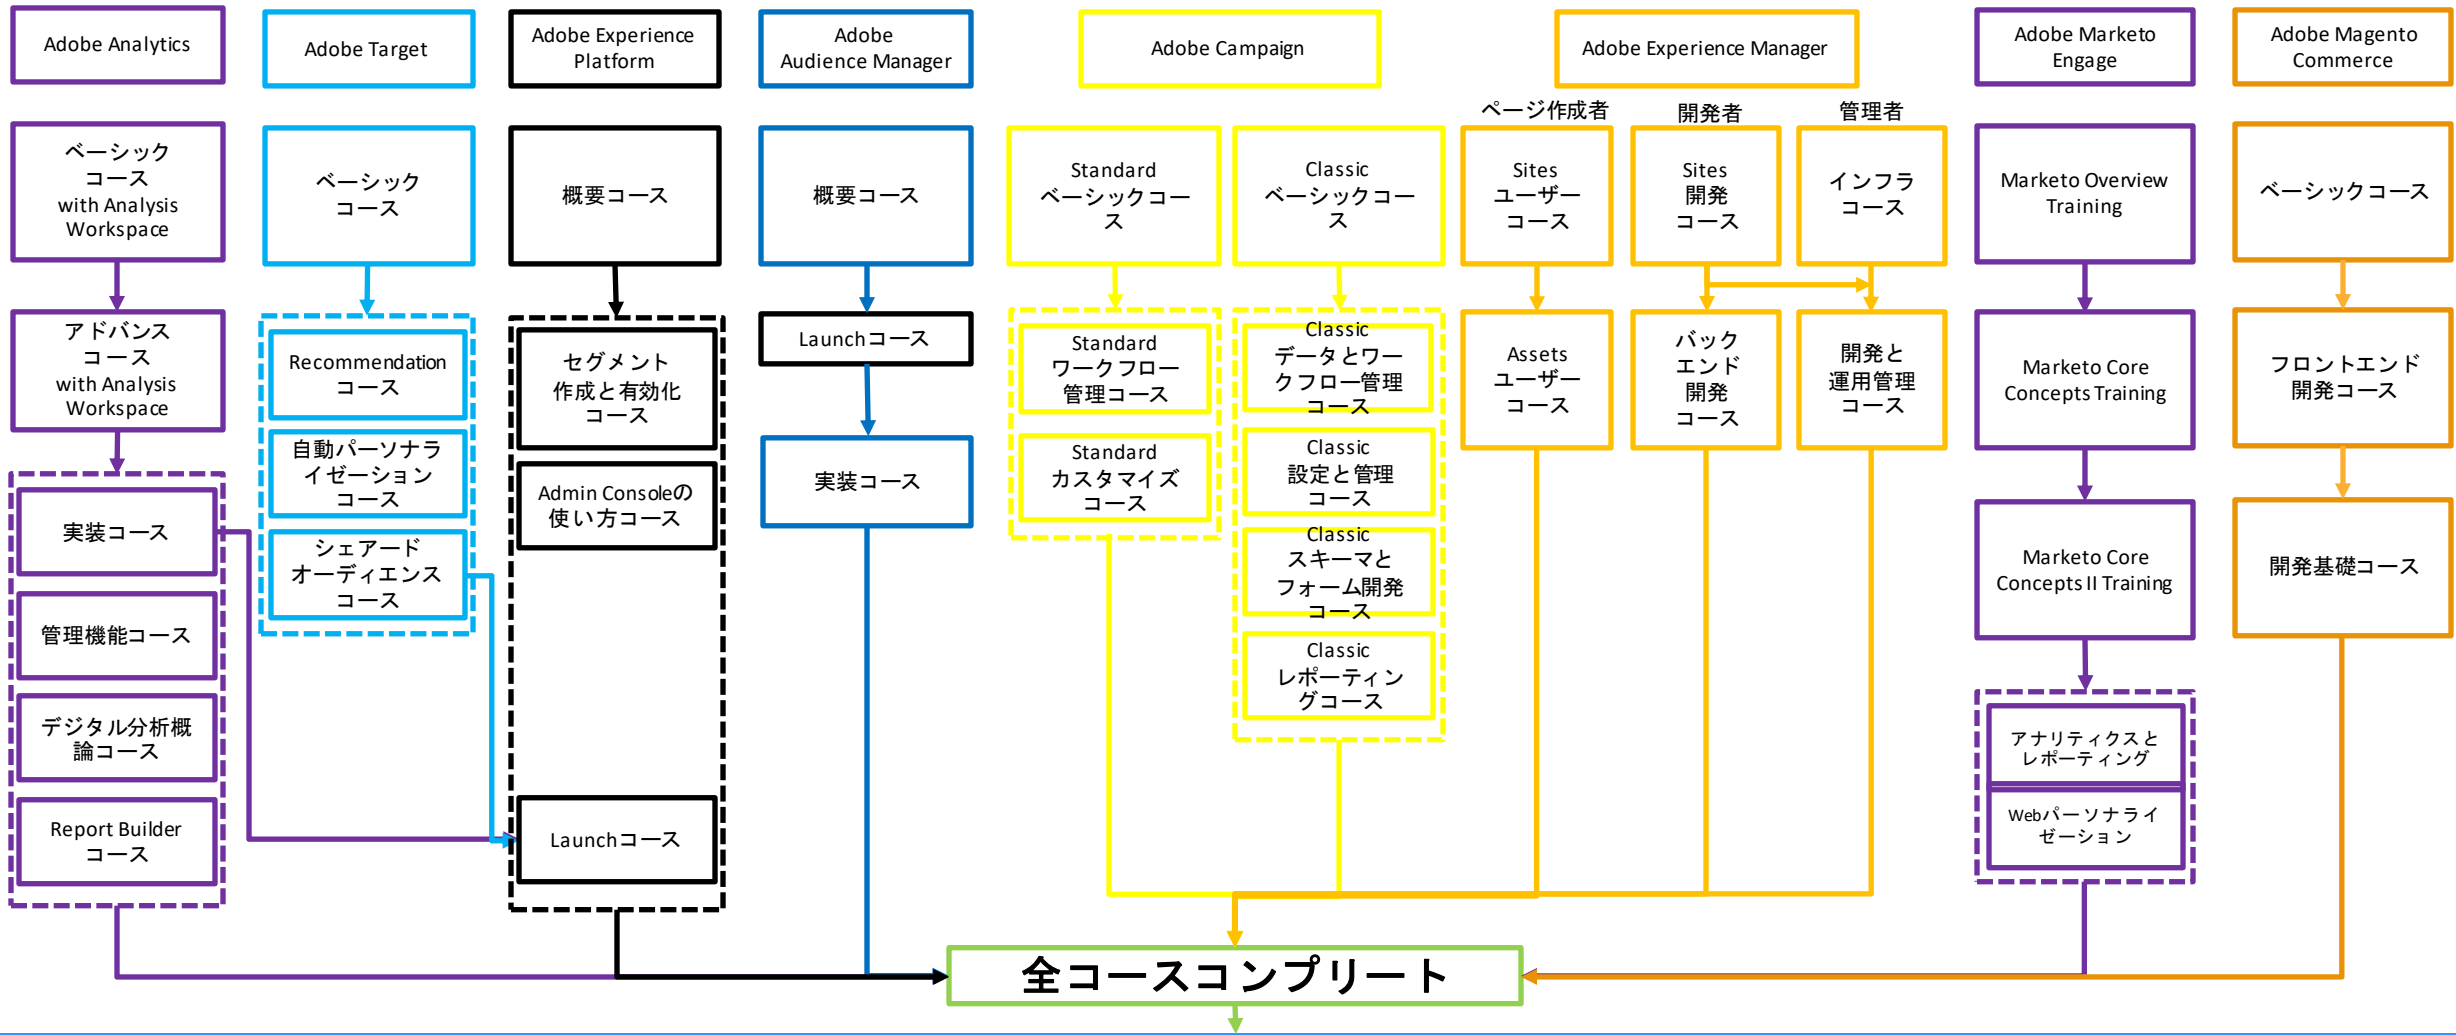 Adobe Analytics
Adobe Target
Adobe Experience
Platform
Adobe
Audience Manager
Adobe Campaign
Adobe Experience Manager
Adobe Marketo
Engage
Adobe Magento
Commerce
ページ作成者
開発者
管理者
ベーシック
コース
with Analysis
Workspace
ベーシック
コース
概要コース
概要コース
Standard
ベーシックコー
ス
Classic
ベーシックコー
ス
Sites
ユーザー
コース
Sites
開発
コース
インフラ
コース
Marketo Overview
Training
ベーシックコース
アドバンス
コース
with Analysis
Workspace
Recommendation
コース
自動パーソナラ
イゼーション
コース
シェアード
オーディエンス
コース
セグメント
作成と有効化
コース
Admin Consoleの
使い方コース
Launchコース
Launchコース
実装コース
Standard
ワークフロー
管理コース
Standard
カスタマイズ
コース
Classic
データとワー
クフロー管理
コース
Classic
設定と管理
コース
Classic
スキーマと
フォーム開発
コース
Classic
レポーティン
グコース
Assets
ユーザー
コース
バック
エンド
開発
コース
開発と
運用管理
コース
Marketo Core
Concepts Training
Marketo Core
Concepts II Training
アナリティクスと
レポーティング
Webパーソナライ
ゼーション
フロントエンド
開発コース
開発基礎コース
実装コース
管理機能コース
デジタル分析概
論コース
Report Builder
コース
全コースコンプリート